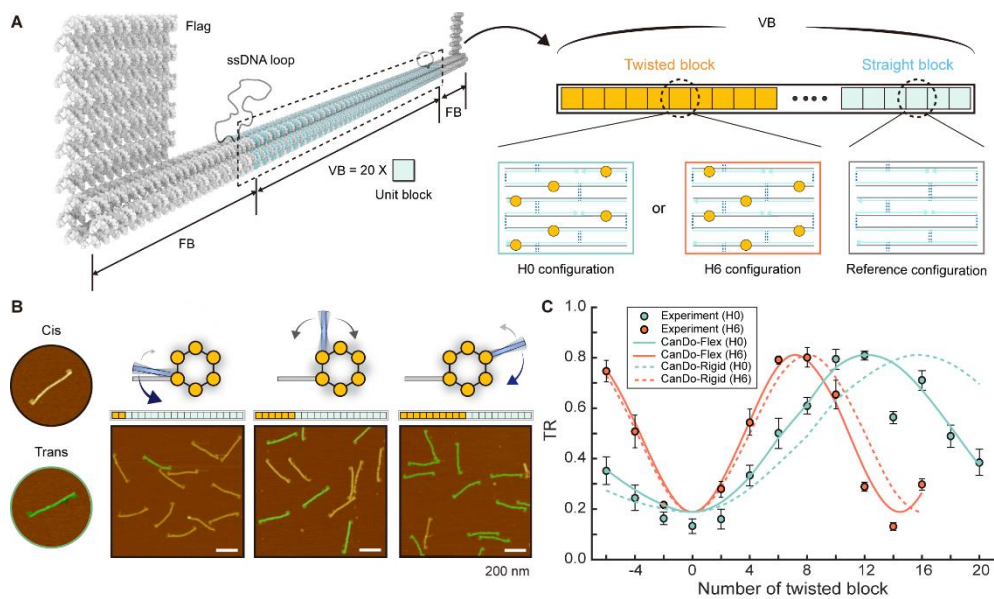 A
Flag
ssDNA loop
FB
VB = 20 X
Unit block
FB
VB
Twisted block
Straight block
or
H0 configuration
H6 configuration
Reference configuration
B
Cis
Trans
200 nm
C
Experiment (H0)
Experiment (H6)
CanDo-Flex (H0)
CanDo-Flex (H6)
CanDo-Rigid (H0)
CanDo-Rigid (H6)
TR
1.0
0.8
0.6
0.4
0.2
0.0
-4 0 4 8 12 16 20
Number of twisted block